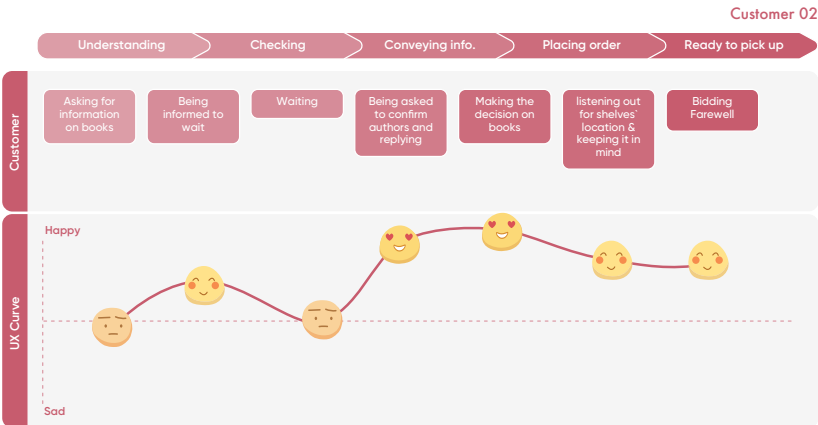 Customer 02
Understanding
Checking
Conveying info.
Placing order
Ready to pick up
Customer
Asking for
information
on books
Being
informed to
wait
Waiting
Being asked
to confirm
authors and
replying
Making the
decision on
books
listening out
for shelves`
location &
keeping it in
mind
Bidding
Farewell
UX Curve
Happy
Sad